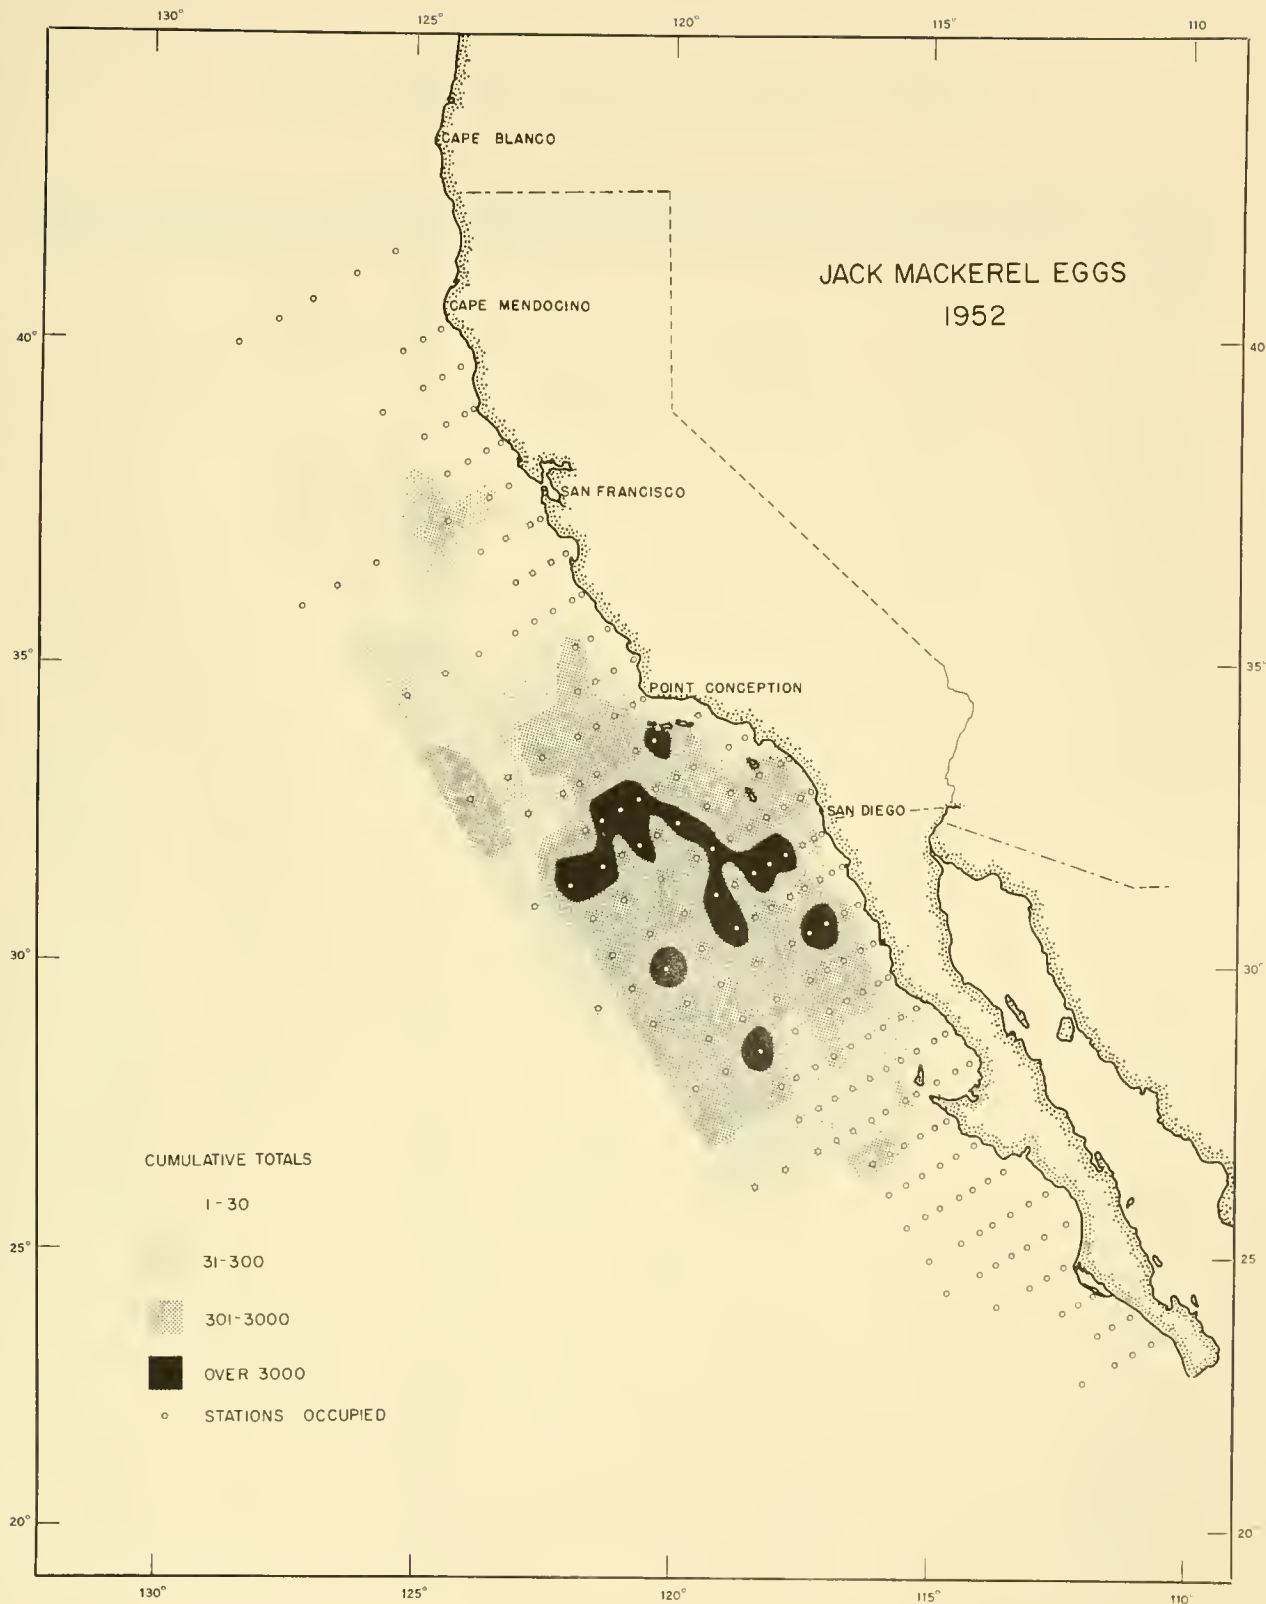 130° 125° 120° 115° 110
CAPE BLANCO
JACK MACKEREL EGGS
1952
CAPE MENDOCINO
40° 40
SAN FRANCISCO
35° 35°
POINT CONCEPTION
SAN DIEGO
30° 30°
CUMULATIVE TOTALS
1-30
25° 25
31-300
301-3000
OVER 3000
STATIONS OCCUPIED
20° 20
130° 125° 120° 115° 110°